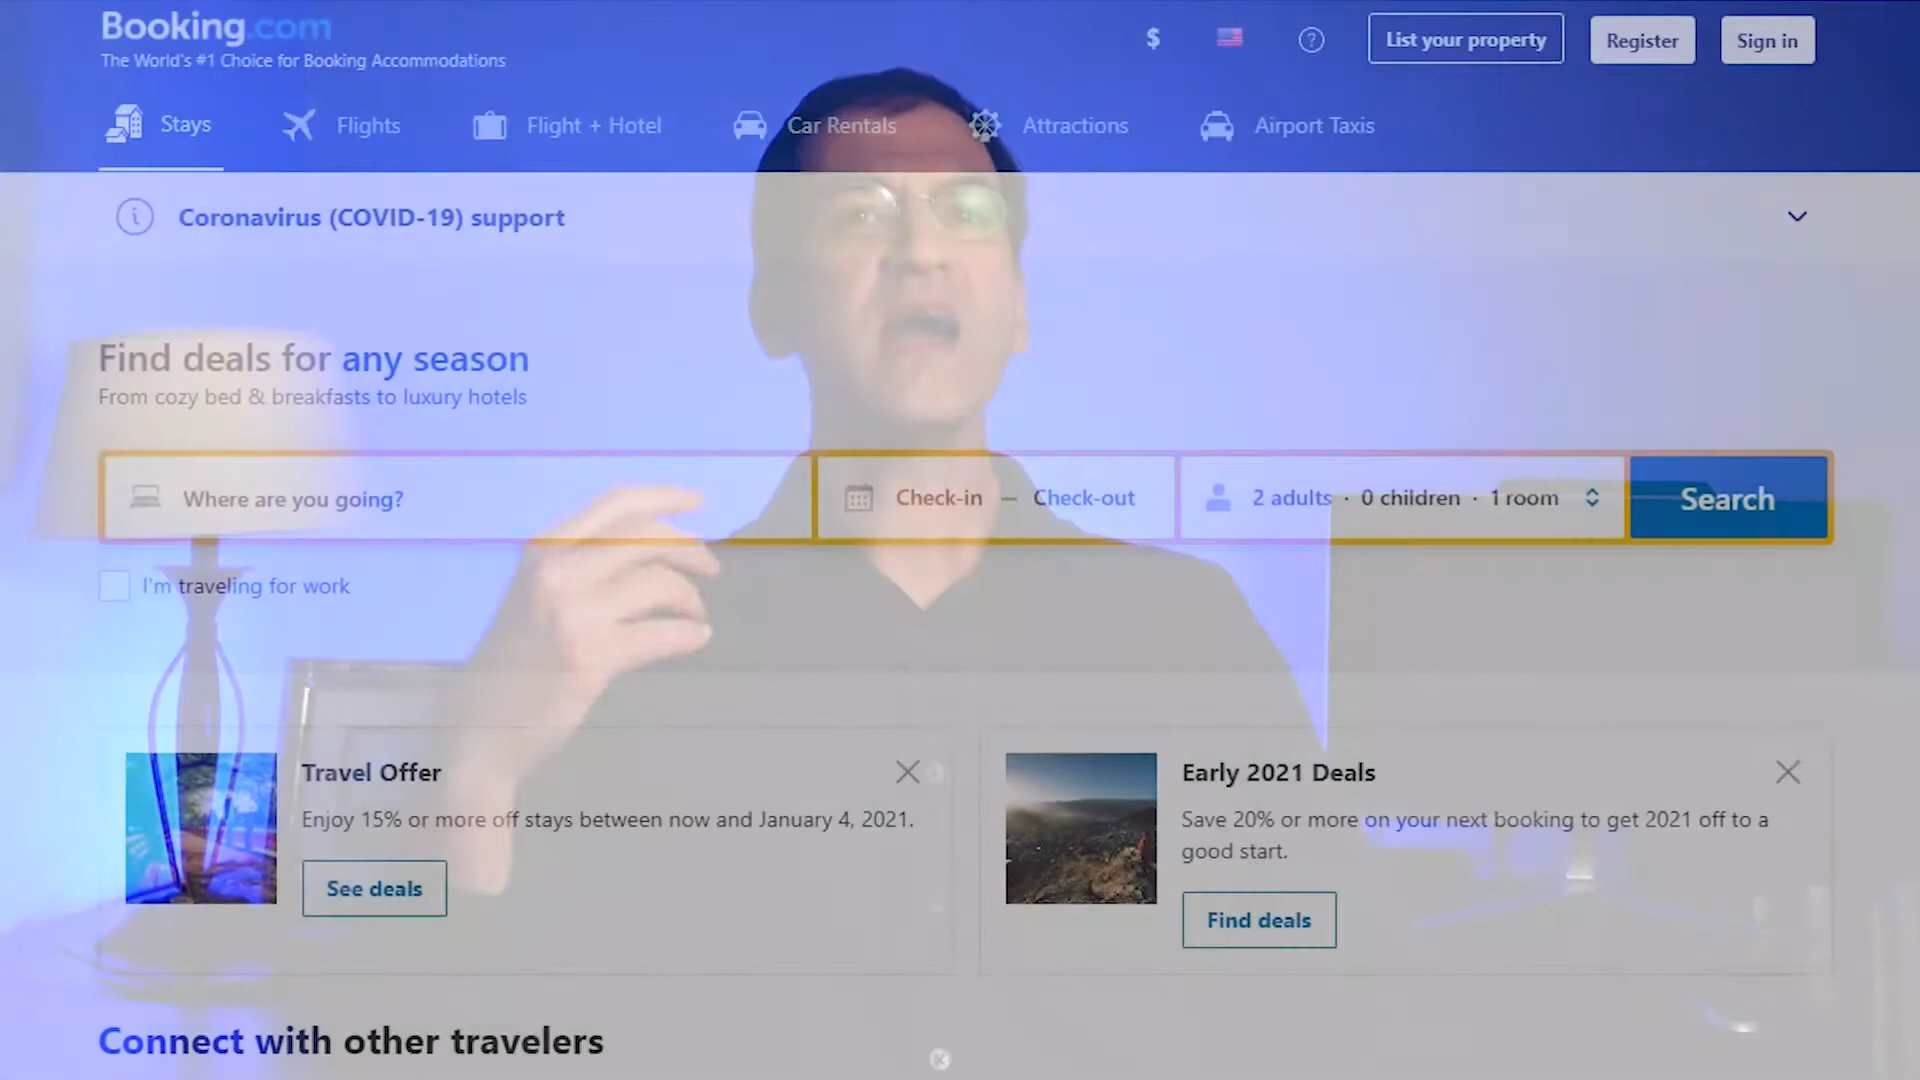 Booking.com
The World's #1 Choice for Booking Accommodations
$
List your property
Register
Sign in
Stays
Flights
Flight + Hotel
Car Rentals
Attractions
Airport Taxis
Coronavirus (COVID-19) support
Find deals for any season
From cozy bed & breakfasts to luxury hotels
Where are you going?
Check-in — Check-out
2 adults · 0 children · 1 room
Search
I'm traveling for work
Travel Offer
Enjoy 15% or more off stays between now and January 4, 2021.
See deals
Early 2021 Deals
Save 20% or more on your next booking to get 2021 off to a
good start.
Find deals
Connect with other travelers